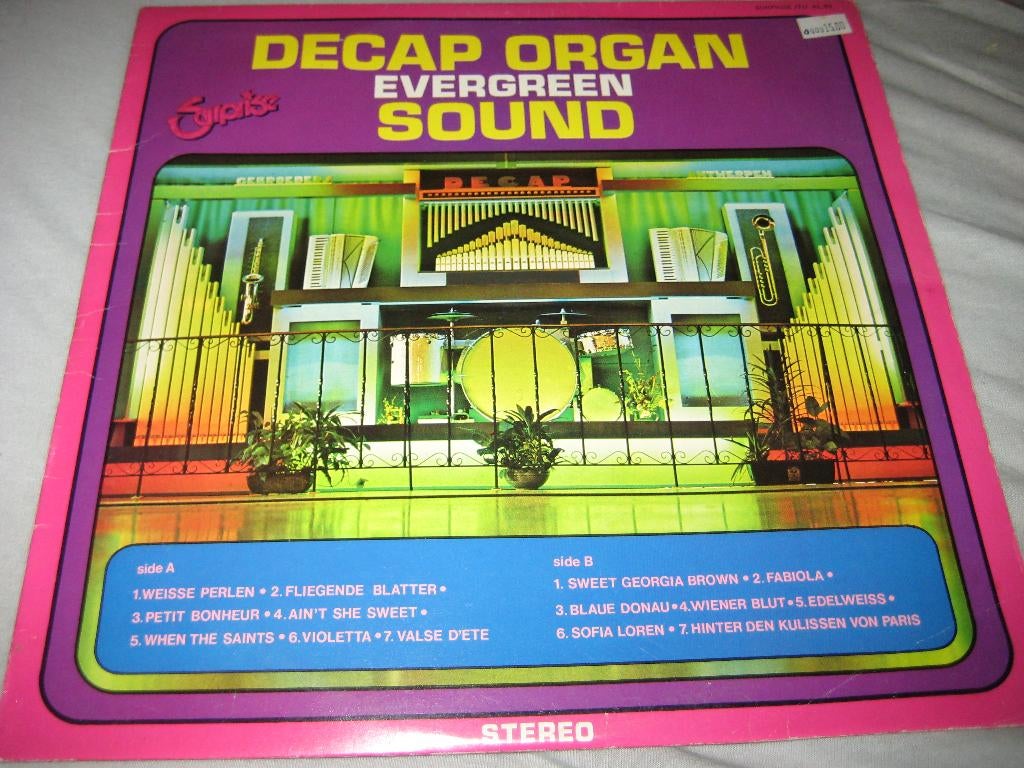 DECAP ORGAN
EVERGREEN
SOUND
Surprise
DECAP
STEREO
side A
1.WEISSE PERLEN • 2.FLIEGENDE BLATTER •
3.PETIT BONHEUR • 4.AIN'T SHE SWEET •
5.WHEN THE SAINTS • 6.VIOLETTA • 7.VALSE D'ETE
side B
1. SWEET GEORGIA BROWN • 2.FABIOLA •
3.BLAUE DONAU • 4.WIENER BLUT • 5.EDELWEISS •
6.SOFIA LOREN • 7.HINTER DEN KULISSEN VON PARIS